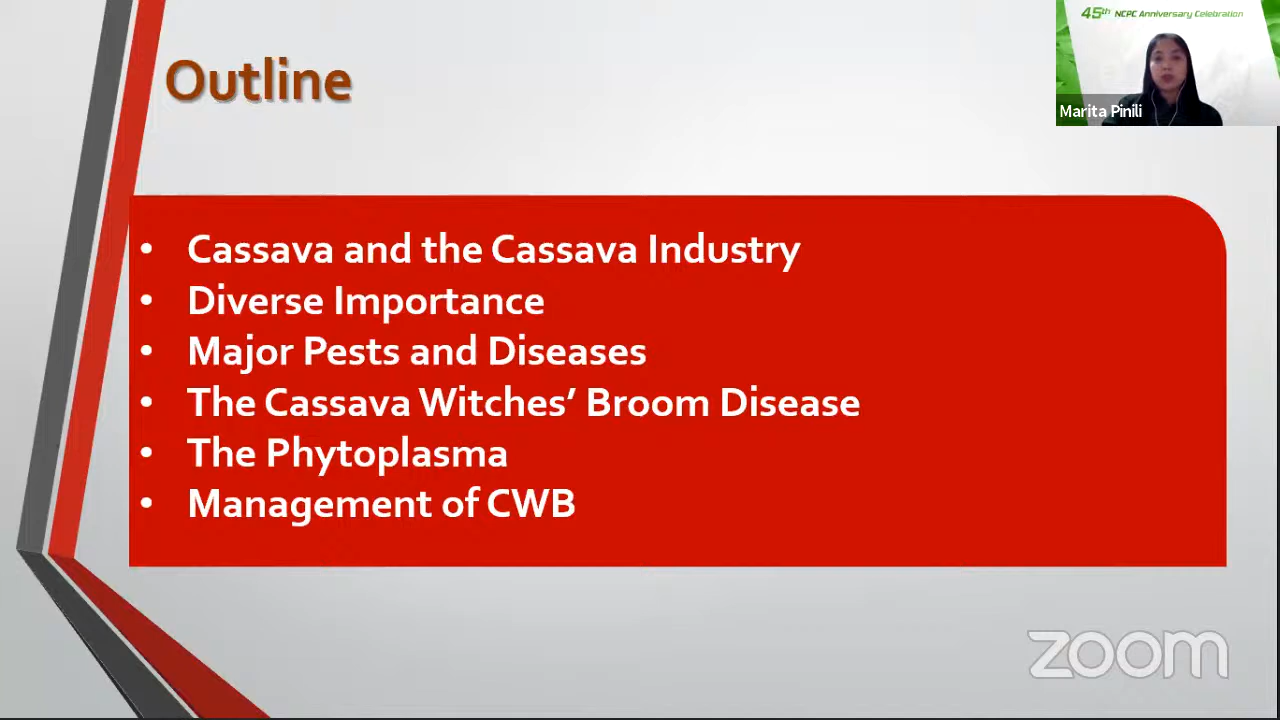 45th NCPC Anniversary Celebration
Marita Pinili
Outline
• Cassava and the Cassava Industry
• Diverse Importance
• Major Pests and Diseases
• The Cassava Witches’ Broom Disease
• The Phytoplasma
• Management of CWB
zoom